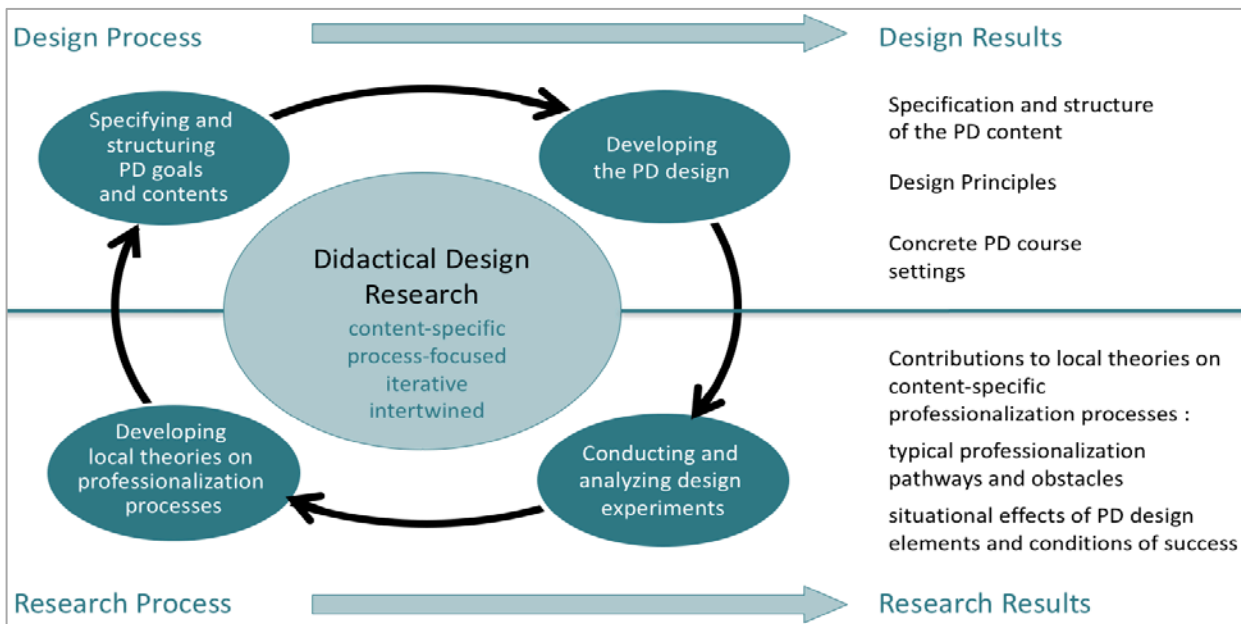 Design Process
Design Results
Specifying and
structuring
PD goals
and contents
Developing
the PD design
Didactical Design
Research
content-specific
process-focused
iterative
intertwined
Developing
local theories on
professionalization
processes
Conducting and
analyzing design
experiments
Specification and structure
of the PD content
Design Principles
Concrete PD course
settings
Contributions to local theories on
content-specific
professionalization processes :
typical professionalization
pathways and obstacles
situational effects of PD design
elements and conditions of success
Research Process
Research Results